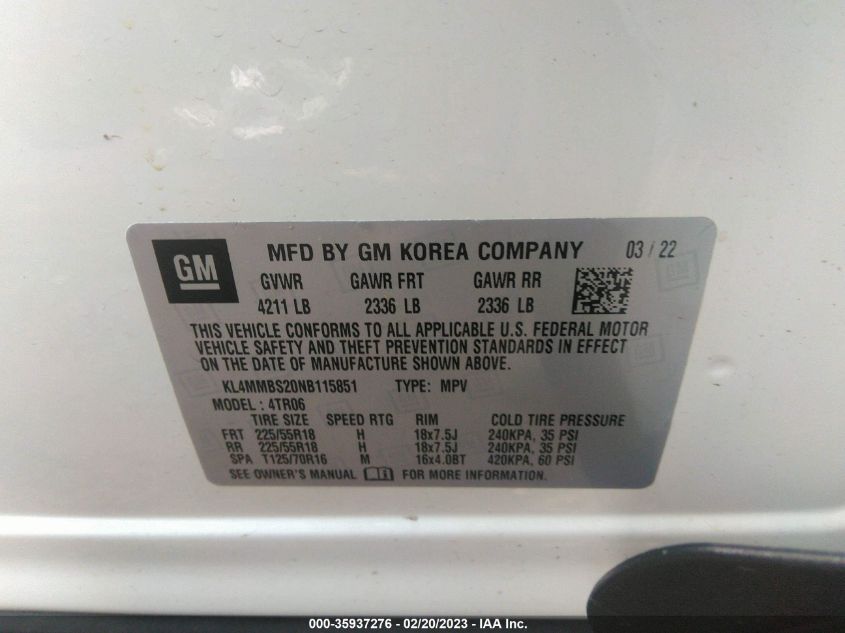 GM
MFD BY GM KOREA COMPANY 03/22
GVWR GAWR FRT GAWR RR
4211 LB 2336 LB 2336 LB
THIS VEHICLE CONFORMS TO ALL APPLICABLE U.S. FEDERAL MOTOR
VEHICLE SAFETY AND THEFT PREVENTION STANDARDS IN EFFECT
ON THE DATE OF MANUFACTURE SHOWN ABOVE.
KL4MMBS20NB115851 TYPE: MPV
MODEL: 4TR06
TIRE SIZE SPEED RTG RIM COLD TIRE PRESSURE
FRT 225/55R18 H 18x7.5J 240KPA, 35 PSI
RR 225/55R18 H 18x7.5J 240KPA, 35 PSI
SPA T125/70R16 M 16x4.0BT 420KPA, 60 PSI
SEE OWNER'S MANUAL FOR MORE INFORMATION.
000-35937276 - 02/20/2023 - IAA Inc.